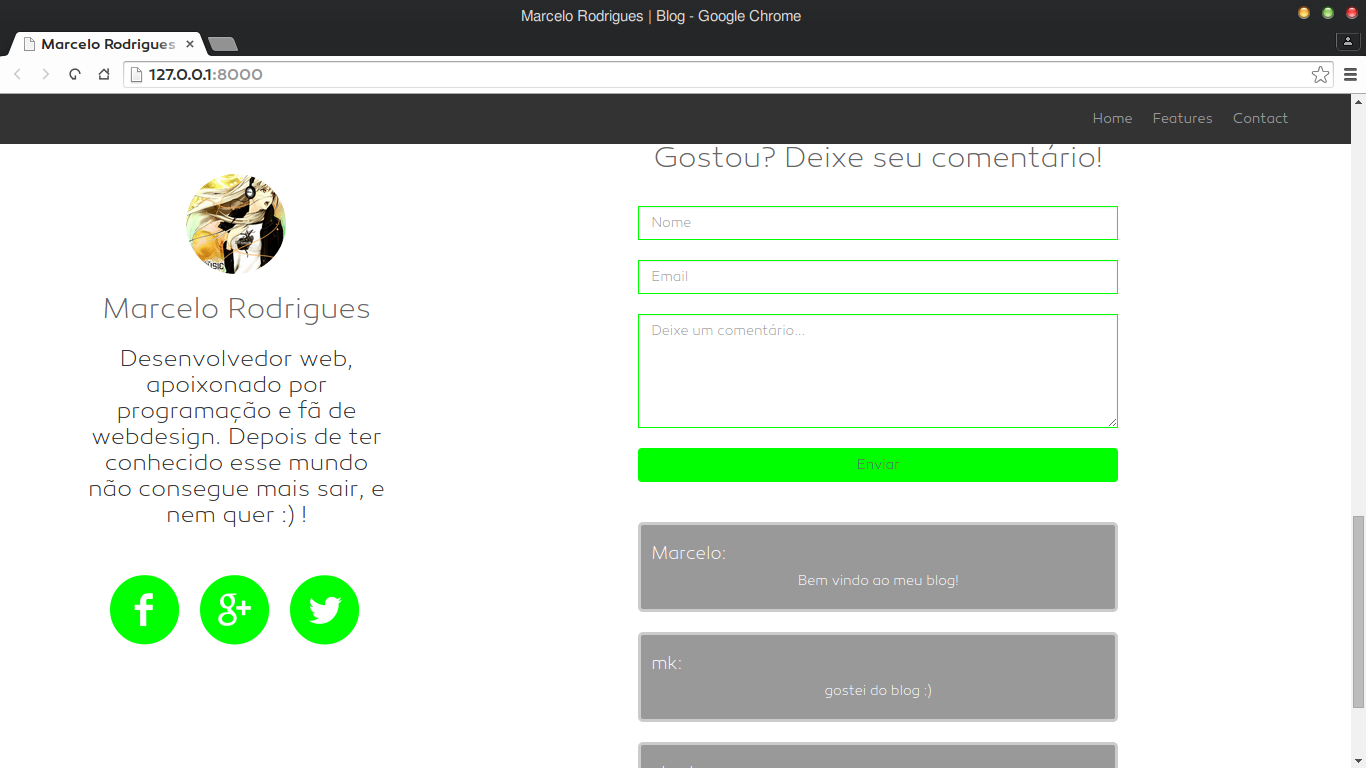 Marcelo Rodrigues | Blog - Google Chrome
Marcelo Rodrigues
127.0.0.1:8000
Home Features Contact
Marcelo Rodrigues
Desenvolvedor web,
apoixonado por
programação e fã de
webdesign. Depois de ter
conhecido esse mundo
não consegue mais sair, e
nem quer :) !
f
g+
Gostou? Deixe seu comentário!
Nome
Email
Deixe um comentário...
Enviar
Marcelo:
Bem vindo ao meu blog!
mk:
gostei do blog :)